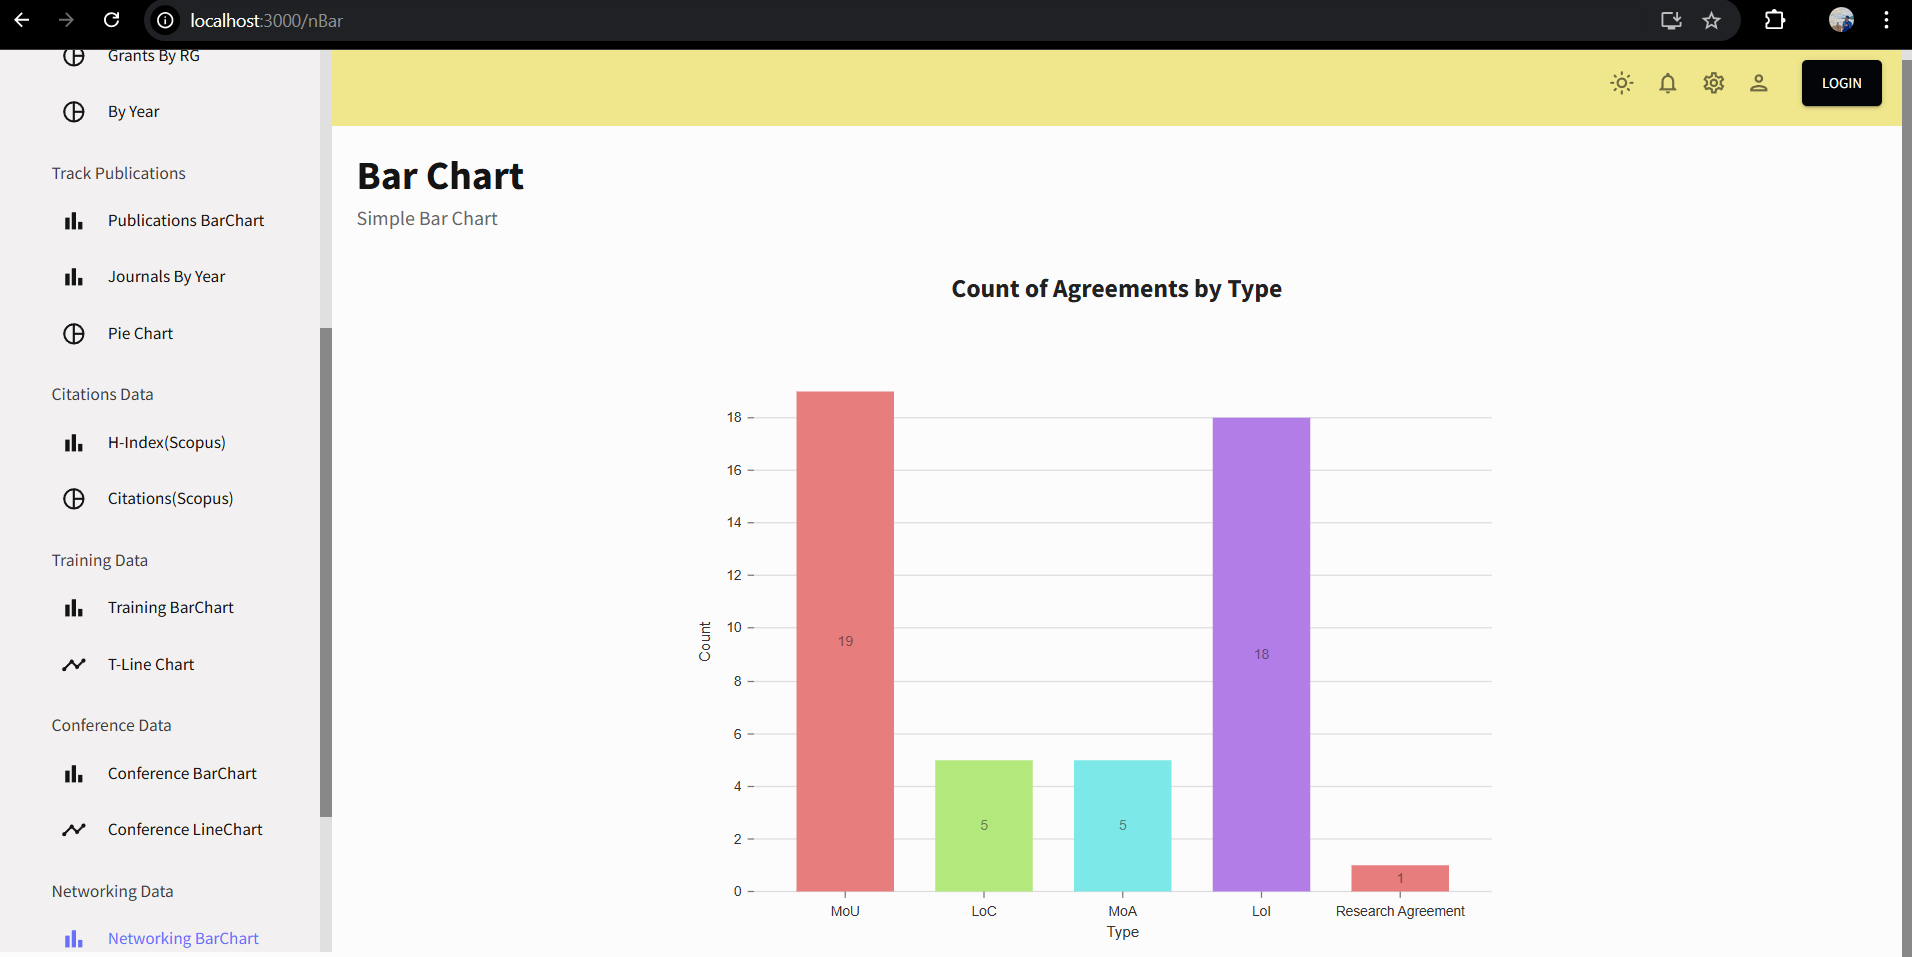 localhost:3000/nBar
Grants By RG
By Year
Track Publications
Publications BarChart
Journals By Year
Pie Chart
Citations Data
H-Index(Scopus)
Citations(Scopus)
Training Data
Training BarChart
T-Line Chart
Conference Data
Conference BarChart
Conference LineChart
Networking Data
Networking BarChart
LOGIN
Bar Chart
Simple Bar Chart
Count of Agreements by Type
Count
18
16
14
12
10
8
6
4
2
0
19
5
5
18
1
MoU
LoC
MoA
LoI
Research Agreement
Type